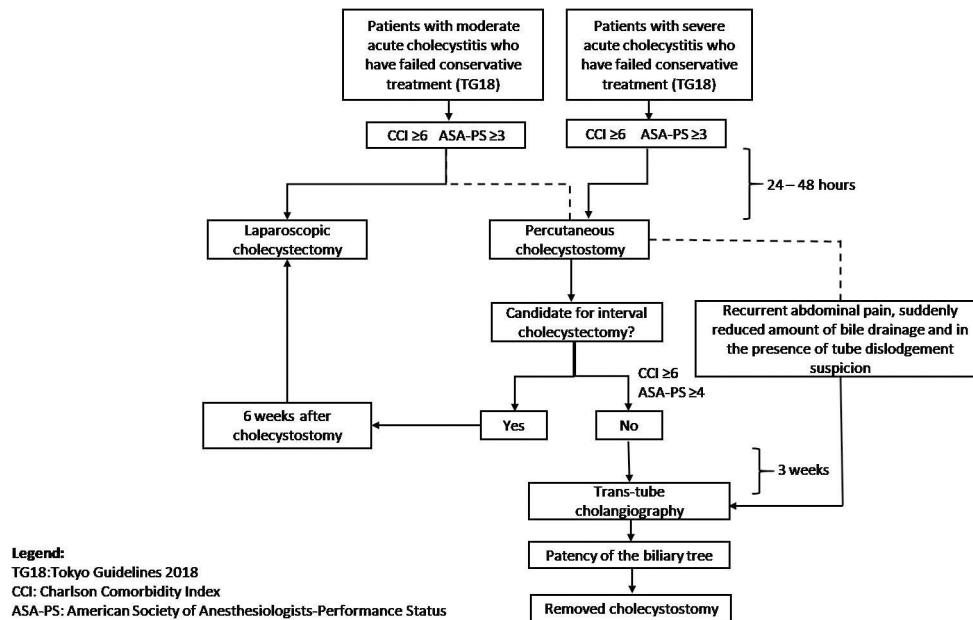 Patients with moderate
acute cholecystitis who
have failed conservative
treatment (TG18)
Patients with severe
acute cholecystitis who
have failed conservative
treatment (TG18)
CCI ≥6 ASA-PS ≥3
CCI ≥6 ASA-PS ≥3
24 – 48 hours
Laparoscopic
cholecystectomy
Percutaneous
cholecystostomy
Candidate for interval
cholecystectomy?
Recurrent abdominal pain, suddenly
reduced amount of bile drainage and in
the presence of tube dislodgement
suspicion
CCI ≥6
ASA-PS ≥4
6 weeks after
cholecystostomy
Yes
No
3 weeks
Trans-tube
cholangiography
Patency of the biliary tree
Removed cholecystostomy
Legend:
TG18:Tokyo Guidelines 2018
CCI: Charlson Comorbidity Index
ASA-PS: American Society of Anesthesiologists-Performance Status